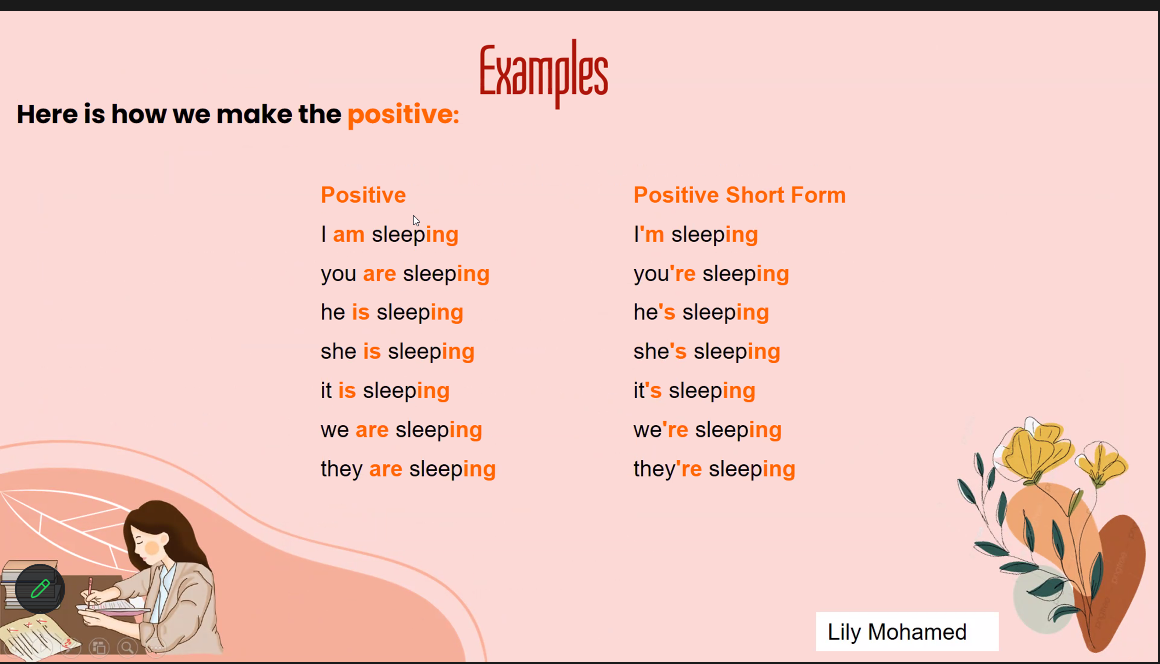 Examples
Here is how we make the positive:
Positive
I am sleeping
you are sleeping
he is sleeping
she is sleeping
it is sleeping
we are sleeping
they are sleeping
Positive Short Form
I'm sleeping
you're sleeping
he's sleeping
she's sleeping
it's sleeping
we're sleeping
they're sleeping
Lily Mohamed